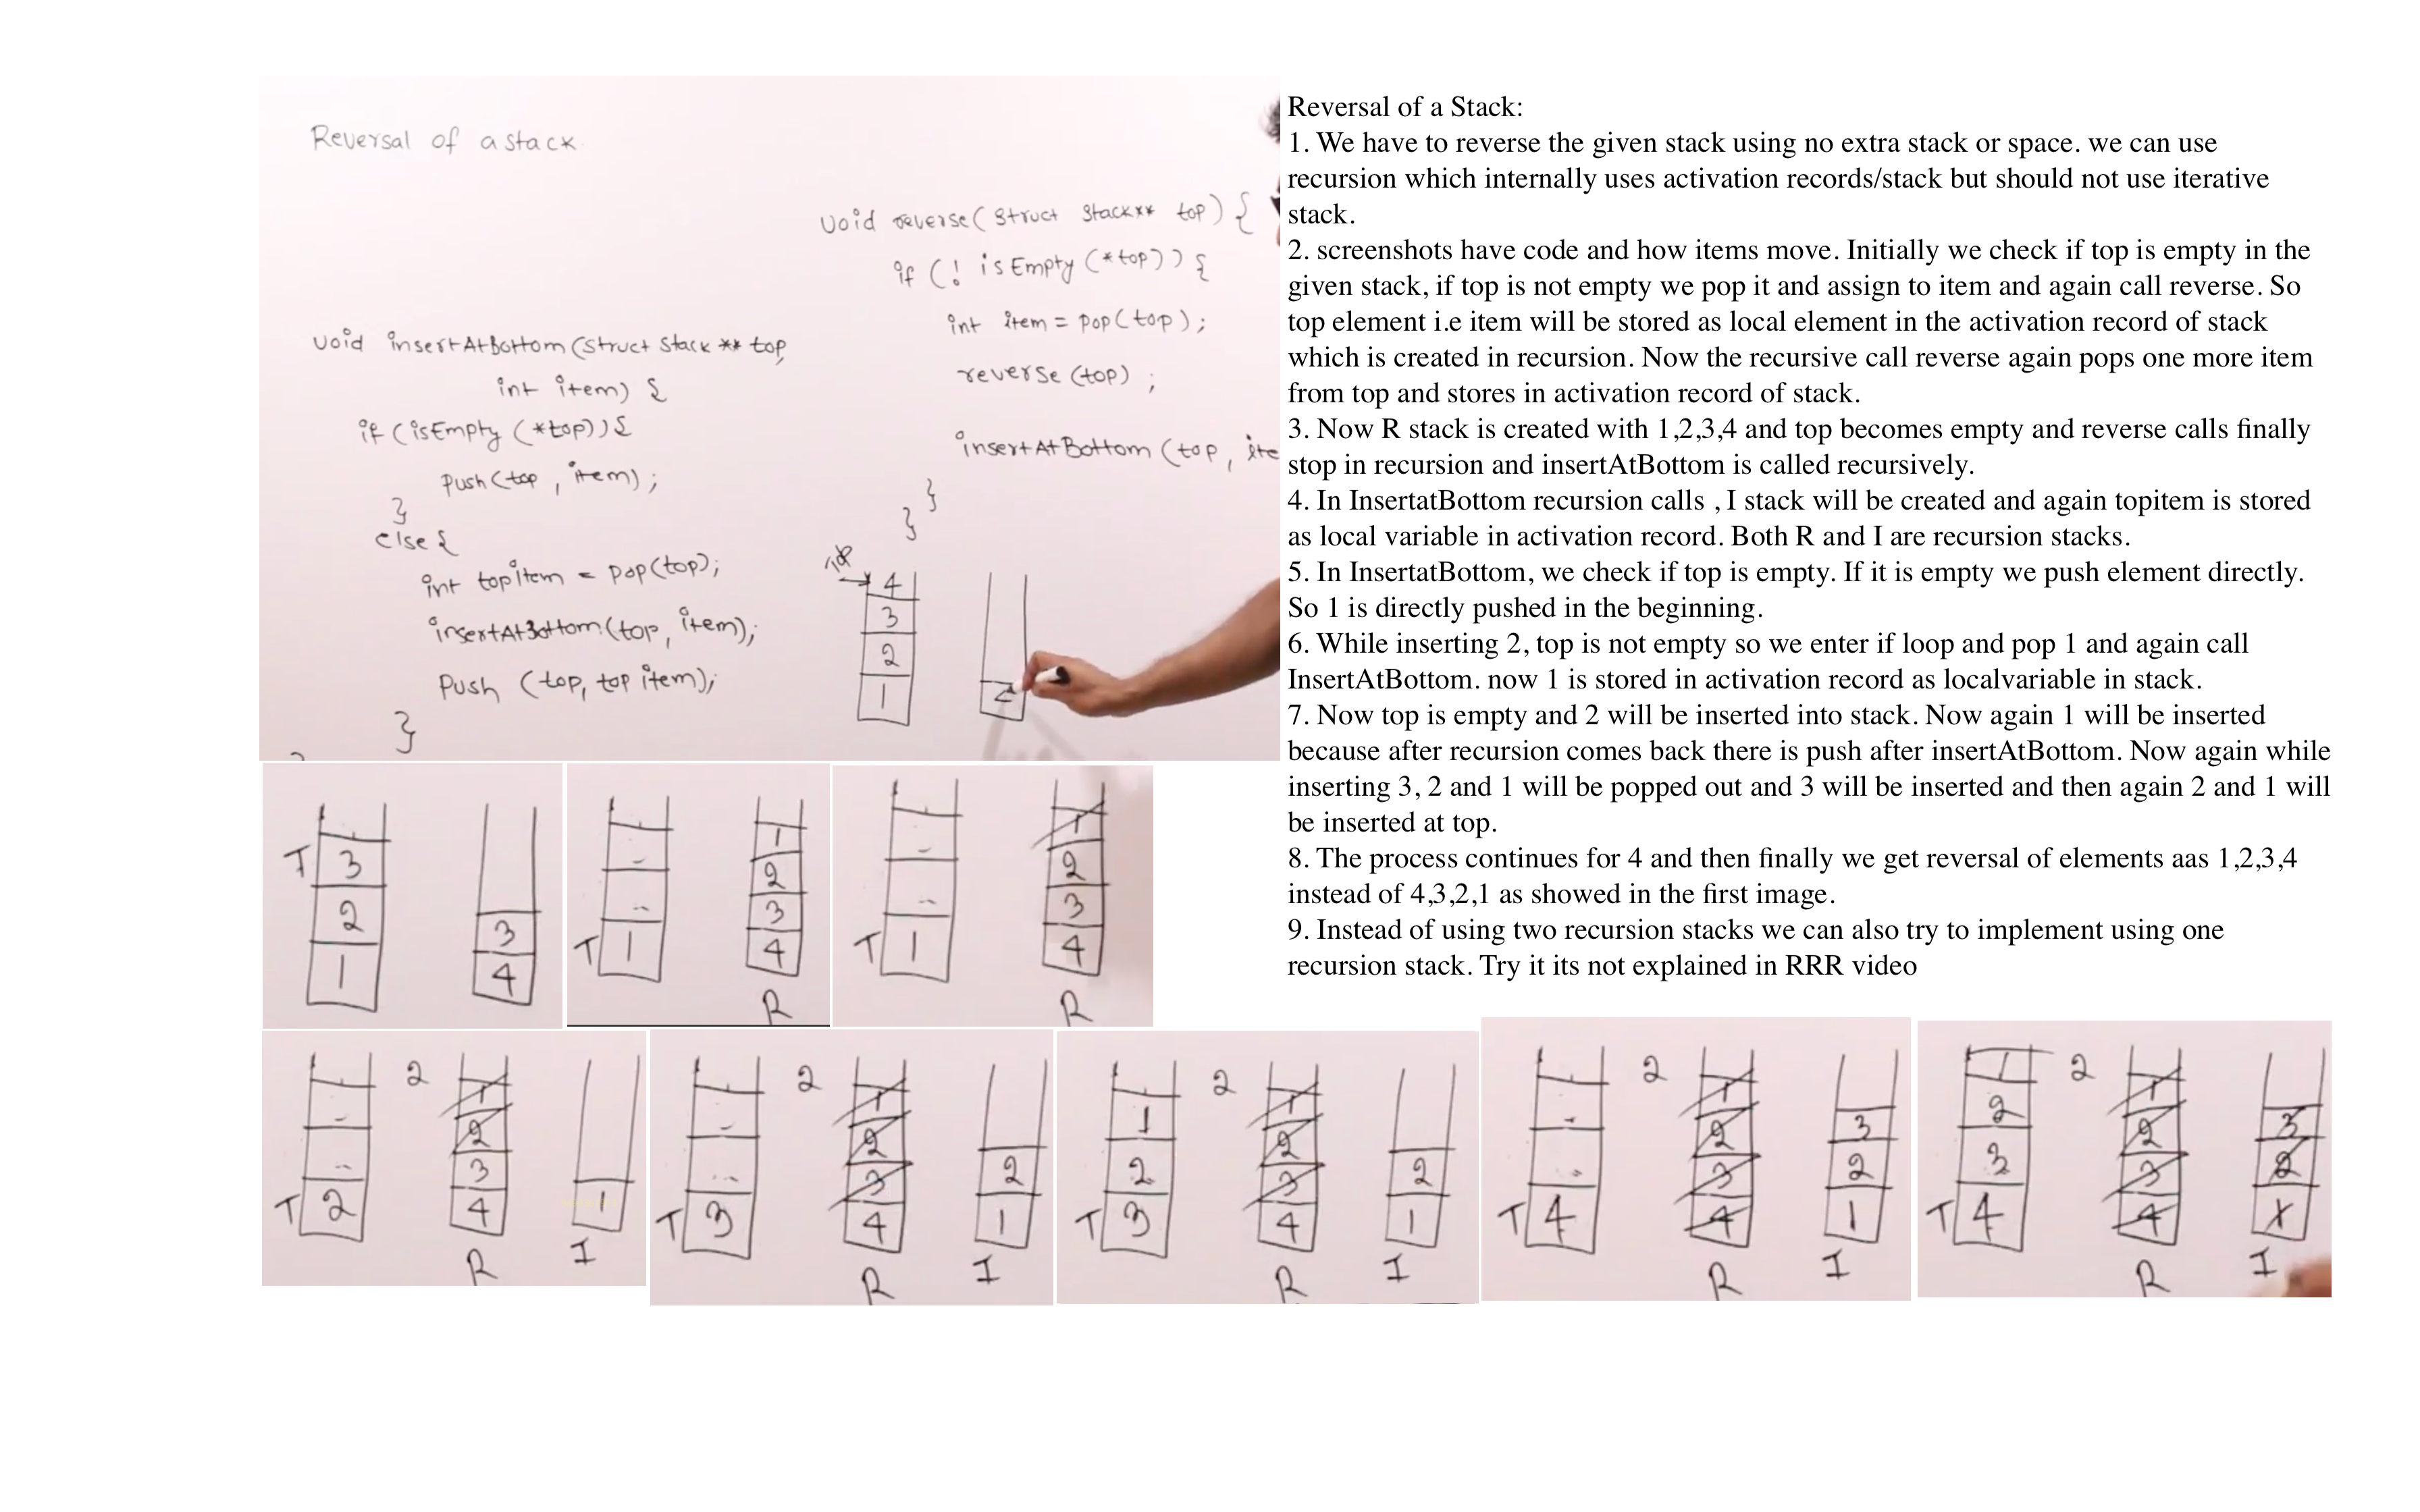 Reversal of a stack
void reverse(struct stack** top) {
if (! isEmpty (*top)) {
int item = pop(top);
reverse (top) ;
insertAtBottom (top, ite
}
}
void insertAtBottom (struct stack ** top,
int item) {
if (isEmpty (*top)) {
push(top , item);
}
else {
int topItem = pop(top);
insertAtBottom(top, item);
push (top, top item);
}
4
3
2
1
2
Reversal of a Stack:
1. We have to reverse the given stack using no extra stack or space. we can use
recursion which internally uses activation records/stack but should not use iterative
stack.
2. screenshots have code and how items move. Initially we check if top is empty in the
given stack, if top is not empty we pop it and assign to item and again call reverse. So
top element i.e item will be stored as local element in the activation record of stack
which is created in recursion. Now the recursive call reverse again pops one more item
from top and stores in activation record of stack.
3. Now R stack is created with 1,2,3,4 and top becomes empty and reverse calls finally
stop in recursion and insertAtBottom is called recursively.
4. In InsertatBottom recursion calls , I stack will be created and again topitem is stored
as local variable in activation record. Both R and I are recursion stacks.
5. In InsertatBottom, we check if top is empty. If it is empty we push element directly.
So 1 is directly pushed in the beginning.
6. While inserting 2, top is not empty so we enter if loop and pop 1 and again call
InsertAtBottom. now 1 is stored in activation record as localvariable in stack.
7. Now top is empty and 2 will be inserted into stack. Now again 1 will be inserted
because after recursion comes back there is push after insertAtBottom. Now again while
inserting 3, 2 and 1 will be popped out and 3 will be inserted and then again 2 and 1 will
be inserted at top.
8. The process continues for 4 and then finally we get reversal of elements aas 1,2,3,4
instead of 4,3,2,1 as showed in the first image.
9. Instead of using two recursion stacks we can also try to implement using one
recursion stack. Try it its not explained in RRR video
T 3
2 3
1 4
1
2
3
T 1 4
R
1
2
3
T 1 4
R
2 1
2
3
T 2 4 1
R I
2 1
2
3 2
T 3 4 1
R I
2 1
1 2
2 3 2
T 3 4 1
R I
2 1
2 3
3 2
T 4 4 1
R I
1 2 1
2 2 3
3 3 2
T 4 4 1
R I